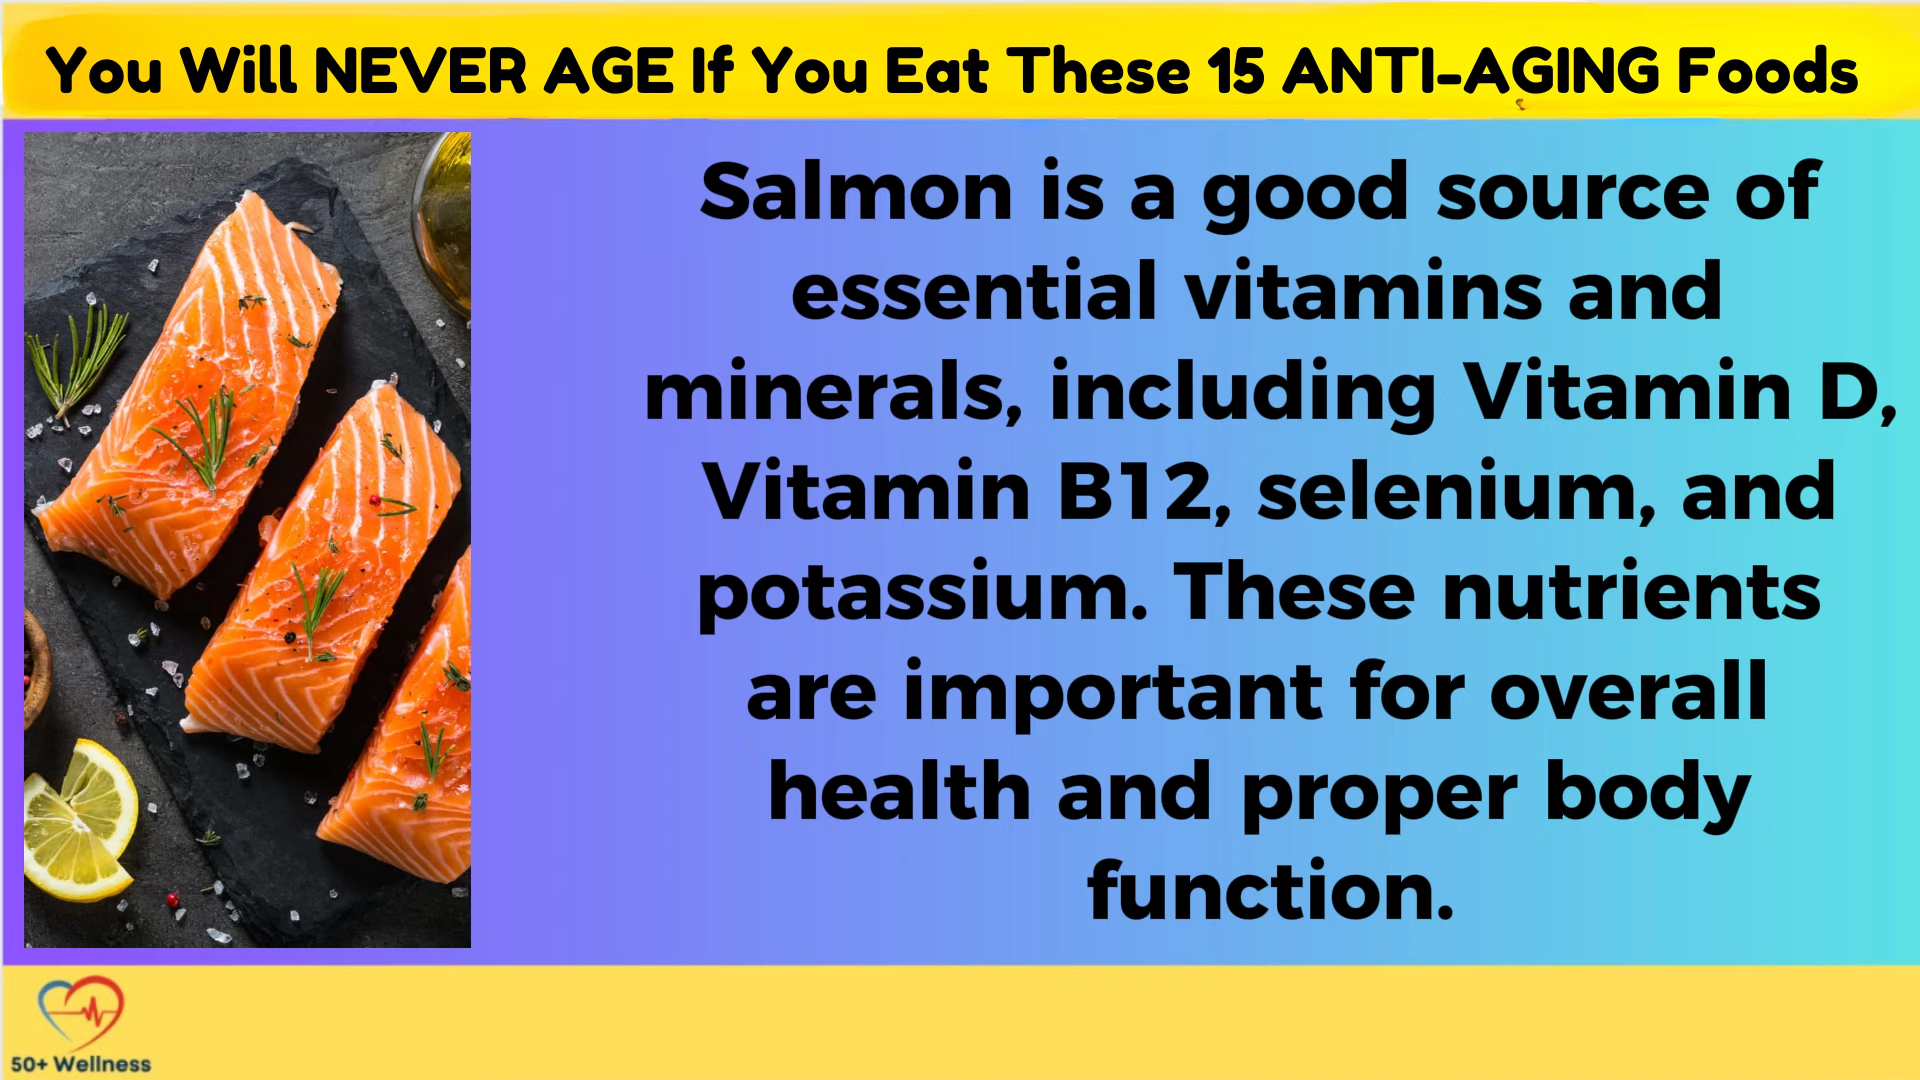 You Will NEVER AGE If You Eat These 15 ANTI-AGING Foods
Salmon is a good source of
essential vitamins and
minerals, including Vitamin D,
Vitamin B12, selenium, and
potassium. These nutrients
are important for overall
health and proper body
function.
50+ Wellness